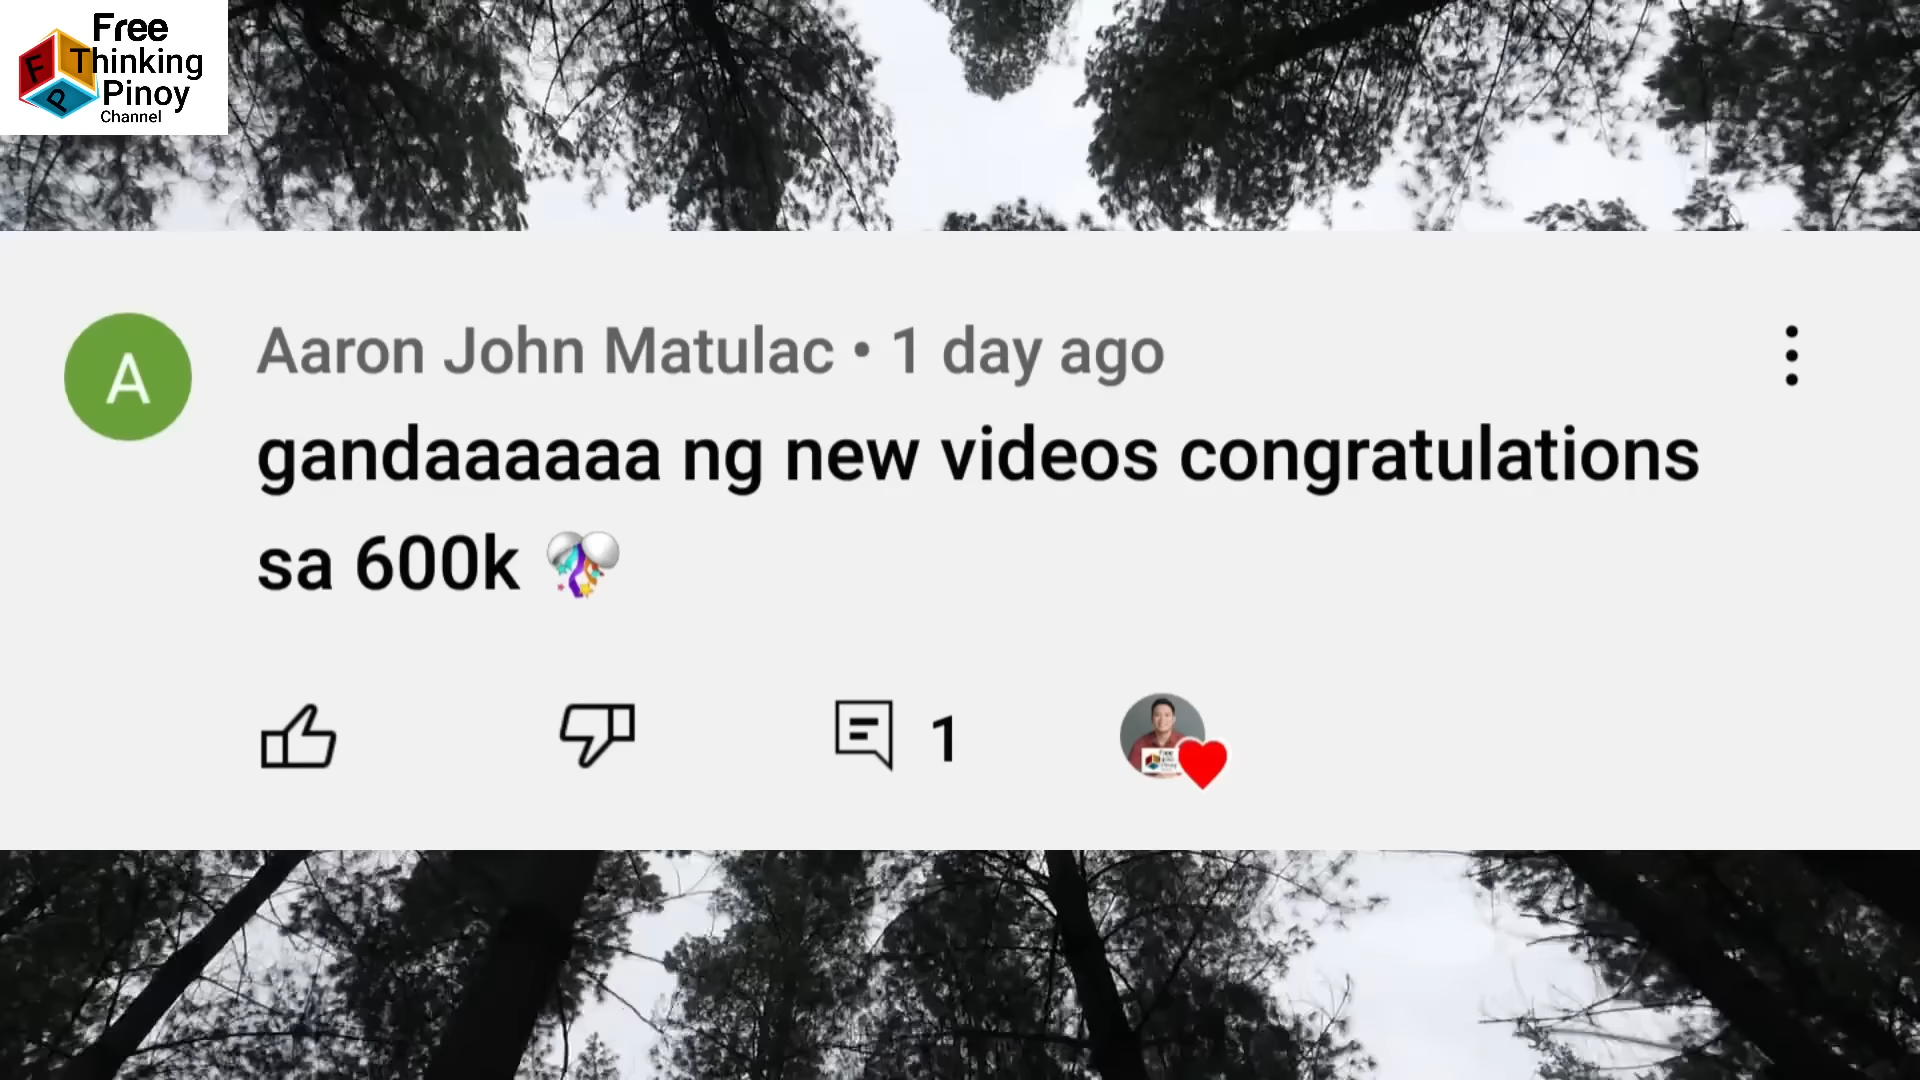 Free
Thinking
Pinoy
Channel
F
P
A
Aaron John Matulac • 1 day ago
gandaaaaaa ng new videos congratulations
sa 600k 🎊
1